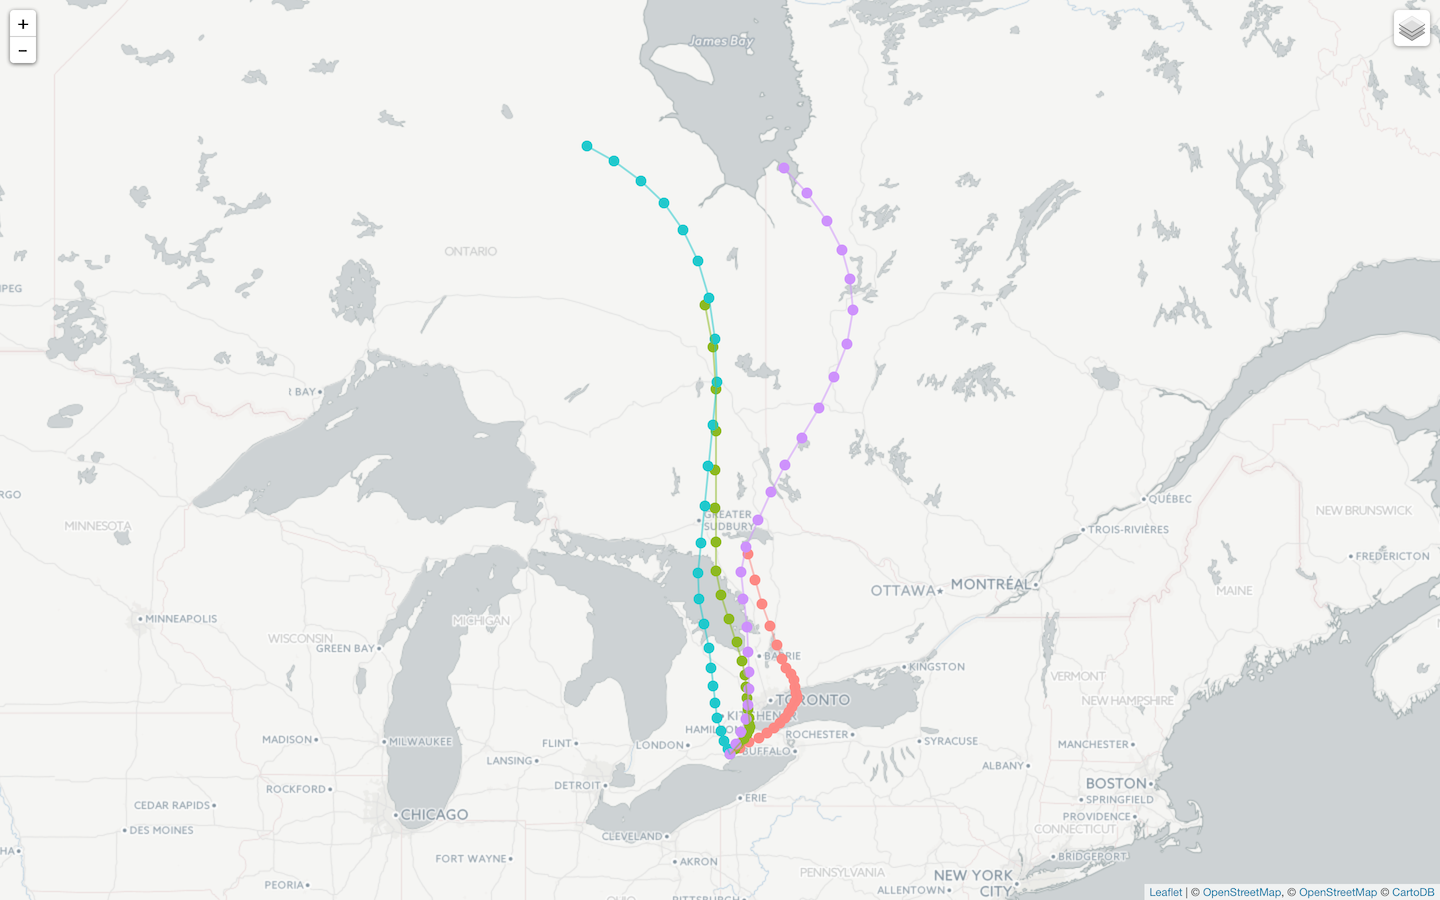 +
−
James Bay
ONTARIO
IPEG
BAY
QUÉBEC
RGO
NEW BRUNSWICK
GREATER
SUDBURY
MINNESOTA
TROIS-RIVIÈRES
FREDERICTON
OTTAWA
MONTRÉAL
MAINE
MINNEAPOLIS
MICHIGAN
WISCONSIN
GREEN BAY
BARRIE
KINGSTON
VERMONT
TORONTO
NEW HAMPSHIRE
KITCHENER
HAMILTON
ROCHESTER
MADISON
MILWAUKEE
FLINT
LONDON
BUFFALO
SYRACUSE
MANCHESTER
LANSING
ALBANY
ROCKFORD
DETROIT
BOSTON
ERIE
SPRINGFIELD
CEDAR RAPIDS
CHICAGO
PROVIDENCE
DES MOINES
CLEVELAND
CONNECTICUT
HA
FORT WAYNE
AKRON
BRIDGEPORT
PENNSYLVANIA
NEW YORK
CITY
PEORIA
ALLENTOWN
OHIO
PITTSBURGH
Leaflet | © OpenStreetMap, © OpenStreetMap © CartoDB